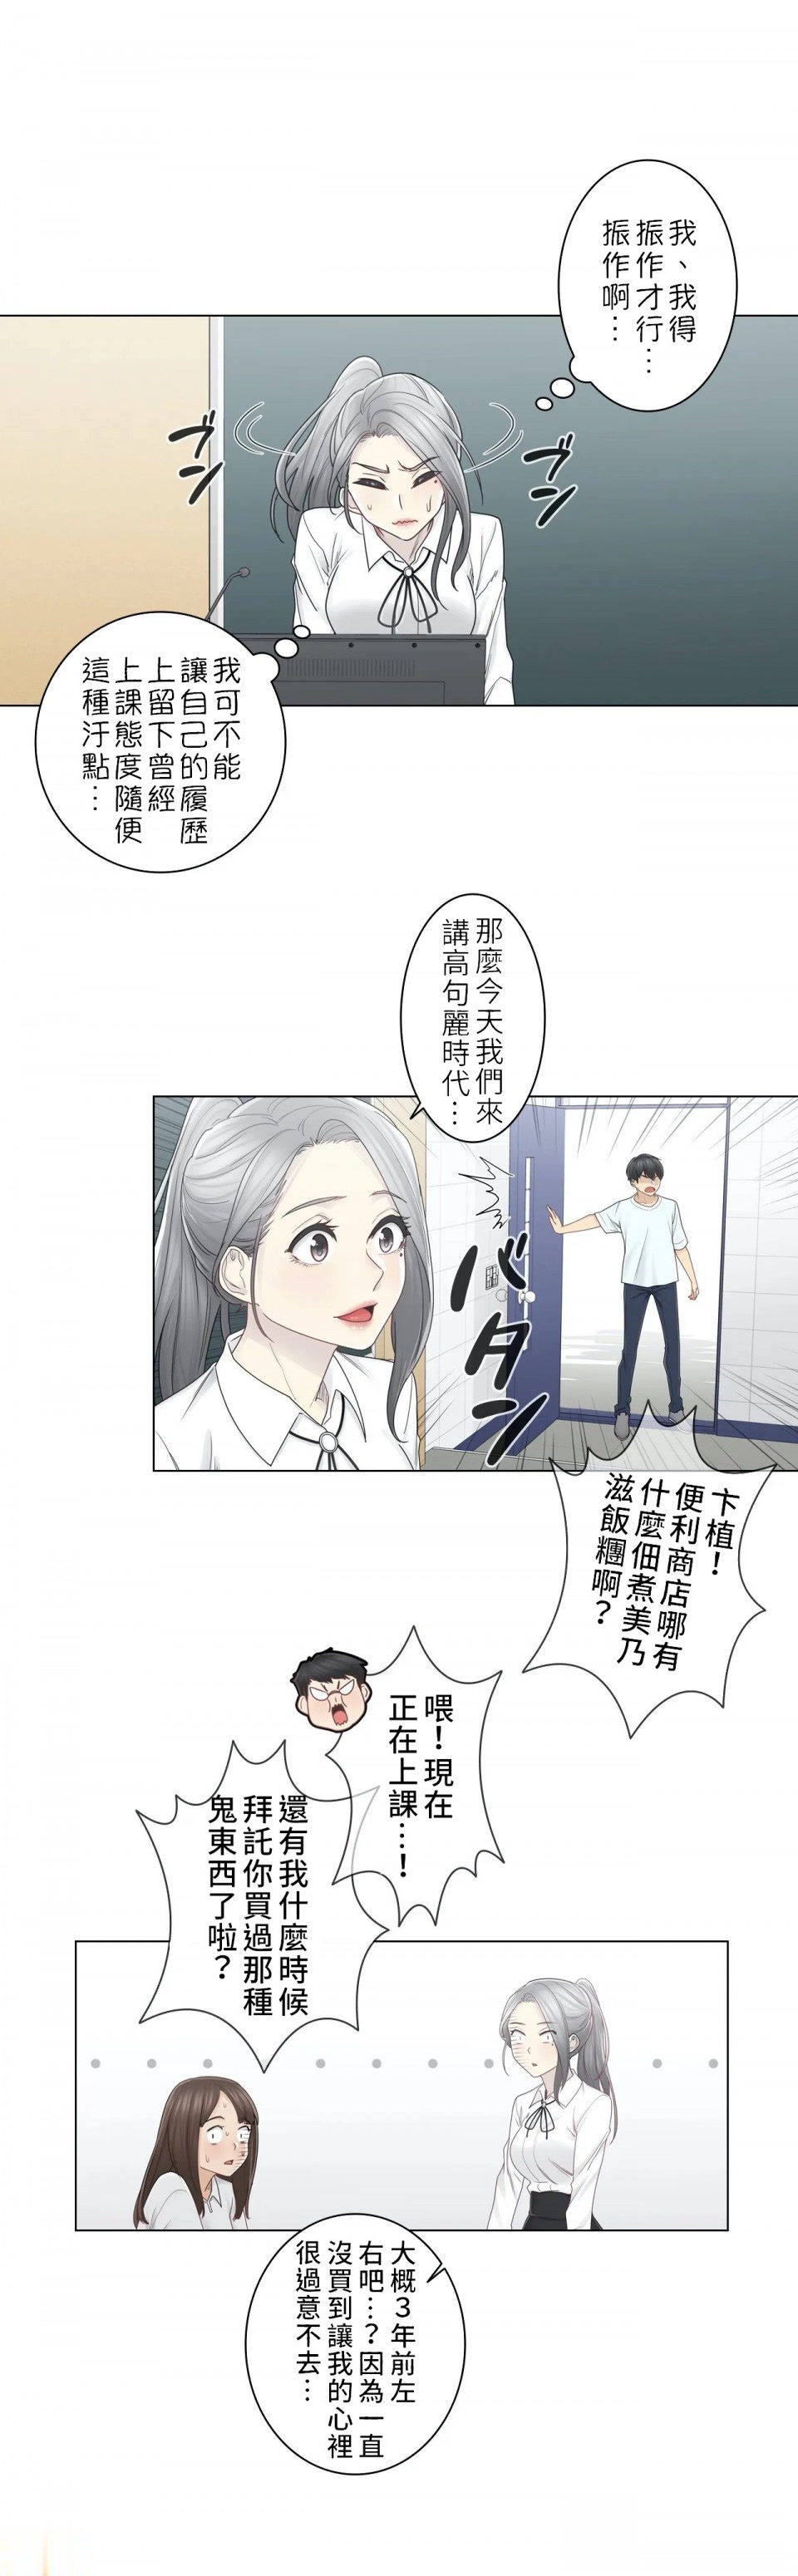 我、我得
振作才行…
振作啊…
ブン
ブン
我可不能
讓自己的履歷
上留下曾經
上課態度隨便
這種汙點…
那麼今天我們來
講高句麗時代…
バタン
卞植！
便利商店哪有
什麼佃煮美乃
滋飯糰啊？
喂！現在
正在上課…！
還有我什麼時候
拜託你買過那種
鬼東西了啦？
大概3年前左
右吧…？因為一直
沒買到讓我的心裡
很過意不去…